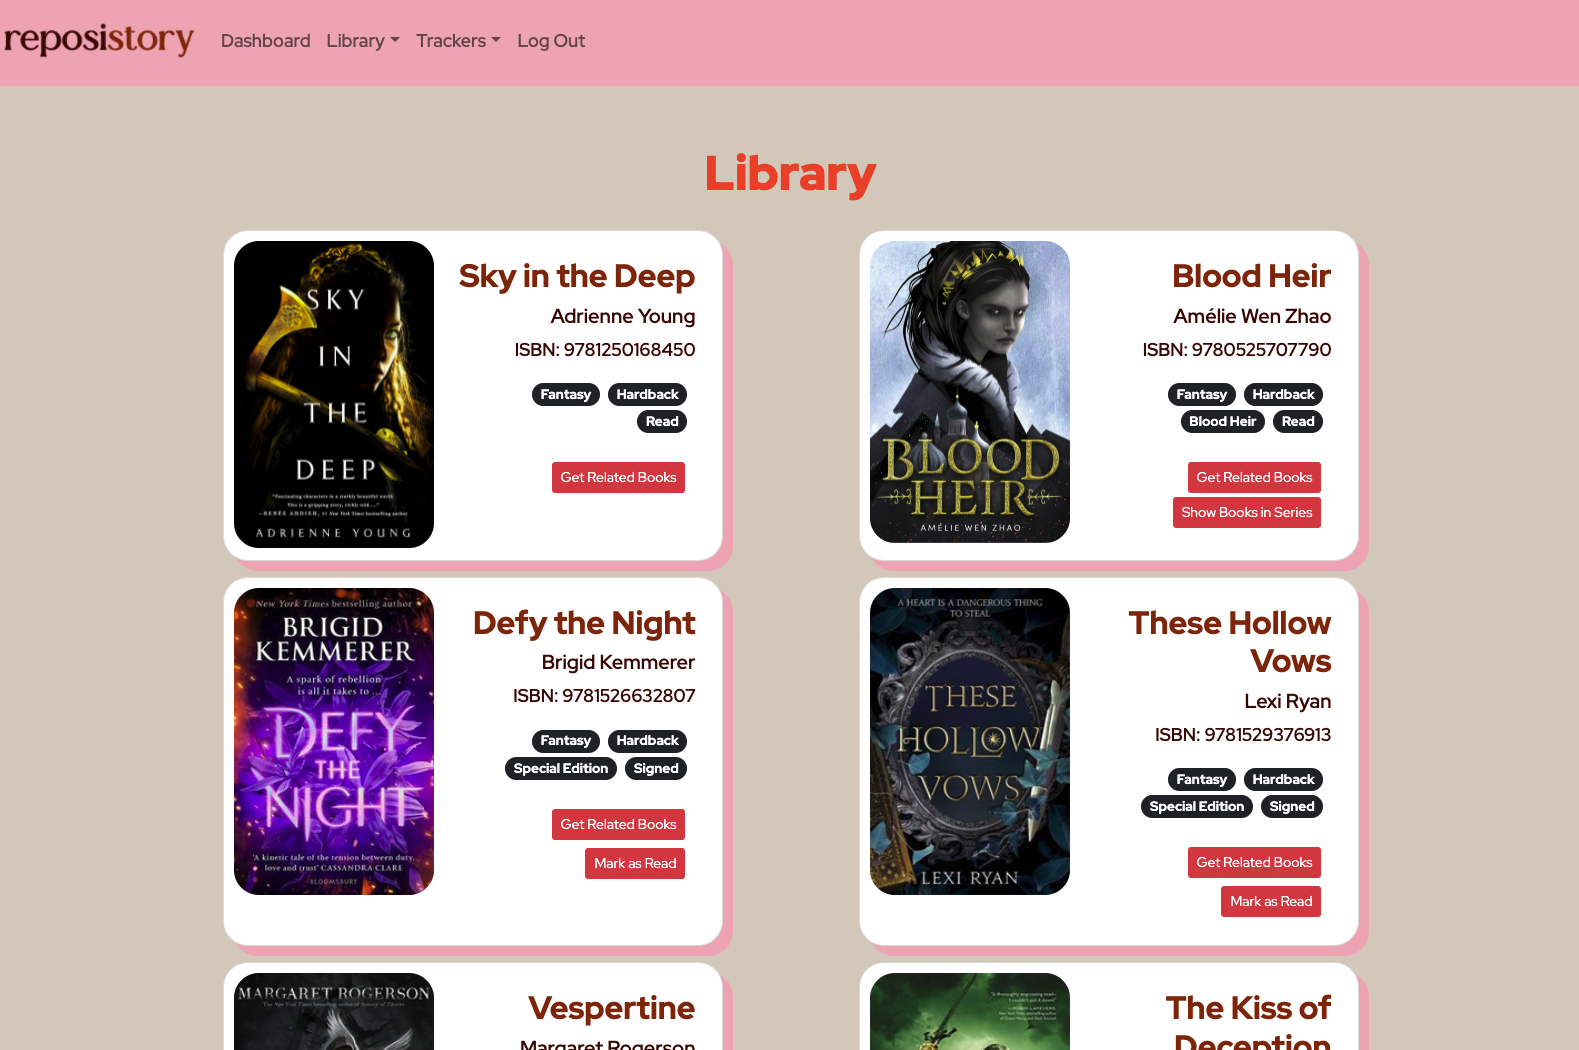 reposistory
Dashboard Library Trackers Log Out
Library
SKY
IN
THE
DEEP
"Fascinating characters in a starkly beautiful world.
This is a gripping story, richly told...."
—RENÉE AHDIEH, #1 New York Times bestselling author
ADRIENNE YOUNG
Sky in the Deep
Adrienne Young
ISBN: 9781250168450
Fantasy Hardback
Read
Get Related Books
BLOOD
HEIR
AMÉLIE WEN ZHAO
Blood Heir
Amélie Wen Zhao
ISBN: 9780525707790
Fantasy Hardback
Blood Heir Read
Get Related Books
Show Books in Series
New York Times bestselling author
BRIGID
KEMMERER
A spark of rebellion
is all it takes to ...
DEFY
THE
NIGHT
'A kinetic tale of the tension between duty,
love and trust' CASSANDRA CLARE
BLOOMSBURY
Defy the Night
Brigid Kemmerer
ISBN: 9781526632807
Fantasy Hardback
Special Edition Signed
Get Related Books
Mark as Read
A HEART IS A DANGEROUS THING
TO STEAL
THESE
HOLLOW
VOWS
LEXI RYAN
These Hollow
Vows
Lexi Ryan
ISBN: 9781529376913
Fantasy Hardback
Special Edition Signed
Get Related Books
Mark as Read
MARGARET ROGERSON
Vespertine
Margaret Rogerson
The Kiss of
Deception